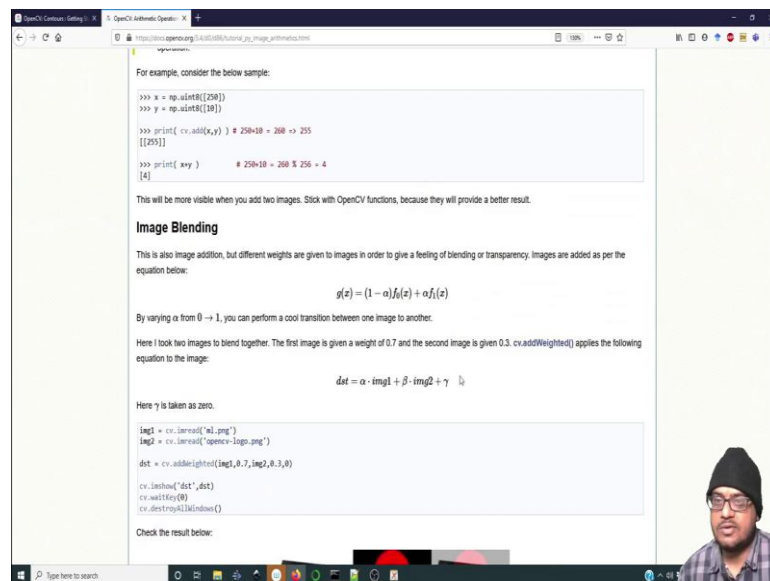 OpenCV: Contours : Getting St
OpenCV: Arithmetic Operation
https://docs.opencv.org/3.4/d0/d86/tutorial_py_image_arithmetics.html
130%
operation.
For example, consider the below sample:
>>> x = np.uint8([250])
>>> y = np.uint8([10])
>>> print( cv.add(x,y) ) # 250+10 = 260 => 255
[[255]]
>>> print( x+y ) # 250+10 = 260 % 256 = 4
[4]
This will be more visible when you add two images. Stick with OpenCV functions, because they will provide a better result.
Image Blending
This is also image addition, but different weights are given to images in order to give a feeling of blending or transparency. Images are added as per the
equation below:
g(x) = (1 − α)f₀(x) + αf₁(x)
By varying α from 0 → 1, you can perform a cool transition between one image to another.
Here I took two images to blend together. The first image is given a weight of 0.7 and the second image is given 0.3. cv.addWeighted() applies the following
equation to the image:
dst = α · img1 + β · img2 + γ
Here γ is taken as zero.
img1 = cv.imread('ml.png')
img2 = cv.imread('opencv-logo.png')
dst = cv.addWeighted(img1,0.7,img2,0.3,0)
cv.imshow('dst',dst)
cv.waitKey(0)
cv.destroyAllWindows()
Check the result below:
Type here to search